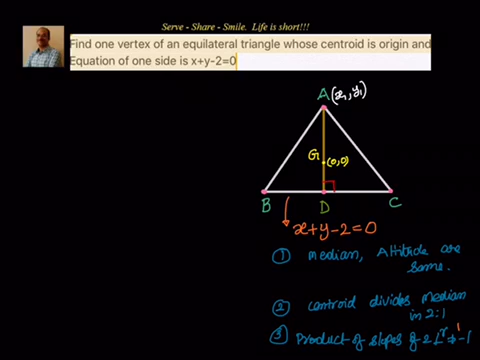 Serve - Share - Smile. Life is short!!!
Find one vertex of an equilateral triangle whose centroid is origin and
Equation of one side is x+y-2=0
A (x₁, y₁)
G (0,0)
B D C
x+y-2=0
① Median, Altitude are
same.
② centroid divides Median
in 2:1
③ Product of slopes of 2 ⊥ʳ ⇒ -1